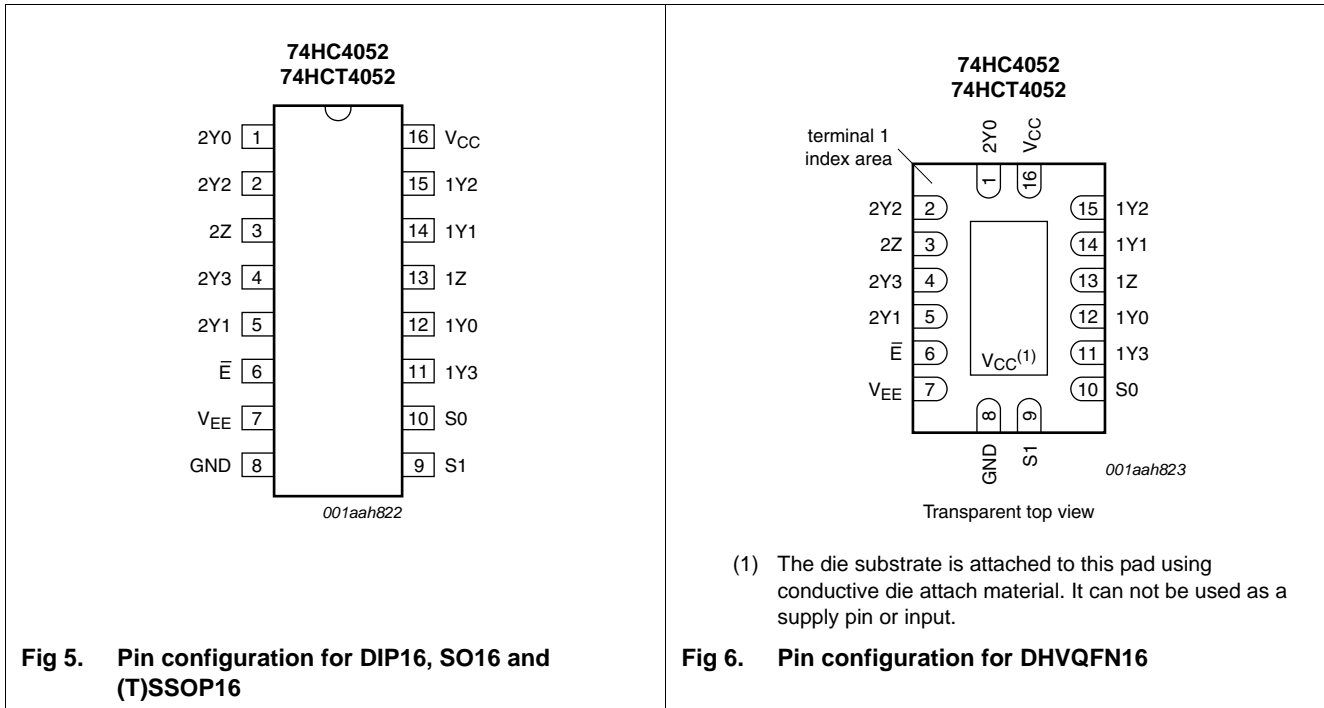 74HC4052
74HCT4052
2Y0 1
16 VCC
2Y2 2
15 1Y2
2Z 3
14 1Y1
2Y3 4
13 1Z
2Y1 5
12 1Y0
E̅ 6
11 1Y3
VEE 7
10 S0
GND 8
9 S1
001aah822
Fig 5. Pin configuration for DIP16, SO16 and
(T)SSOP16
74HC4052
74HCT4052
terminal 1
index area
2Y0
VCC
1
16
2Y2 2
15 1Y2
2Z 3
14 1Y1
2Y3 4
13 1Z
2Y1 5
12 1Y0
E̅ 6
11 1Y3
VCC(1)
VEE 7
10 S0
8
9
GND
S1
001aah823
Transparent top view
(1) The die substrate is attached to this pad using
conductive die attach material. It can not be used as a
supply pin or input.
Fig 6. Pin configuration for DHVQFN16